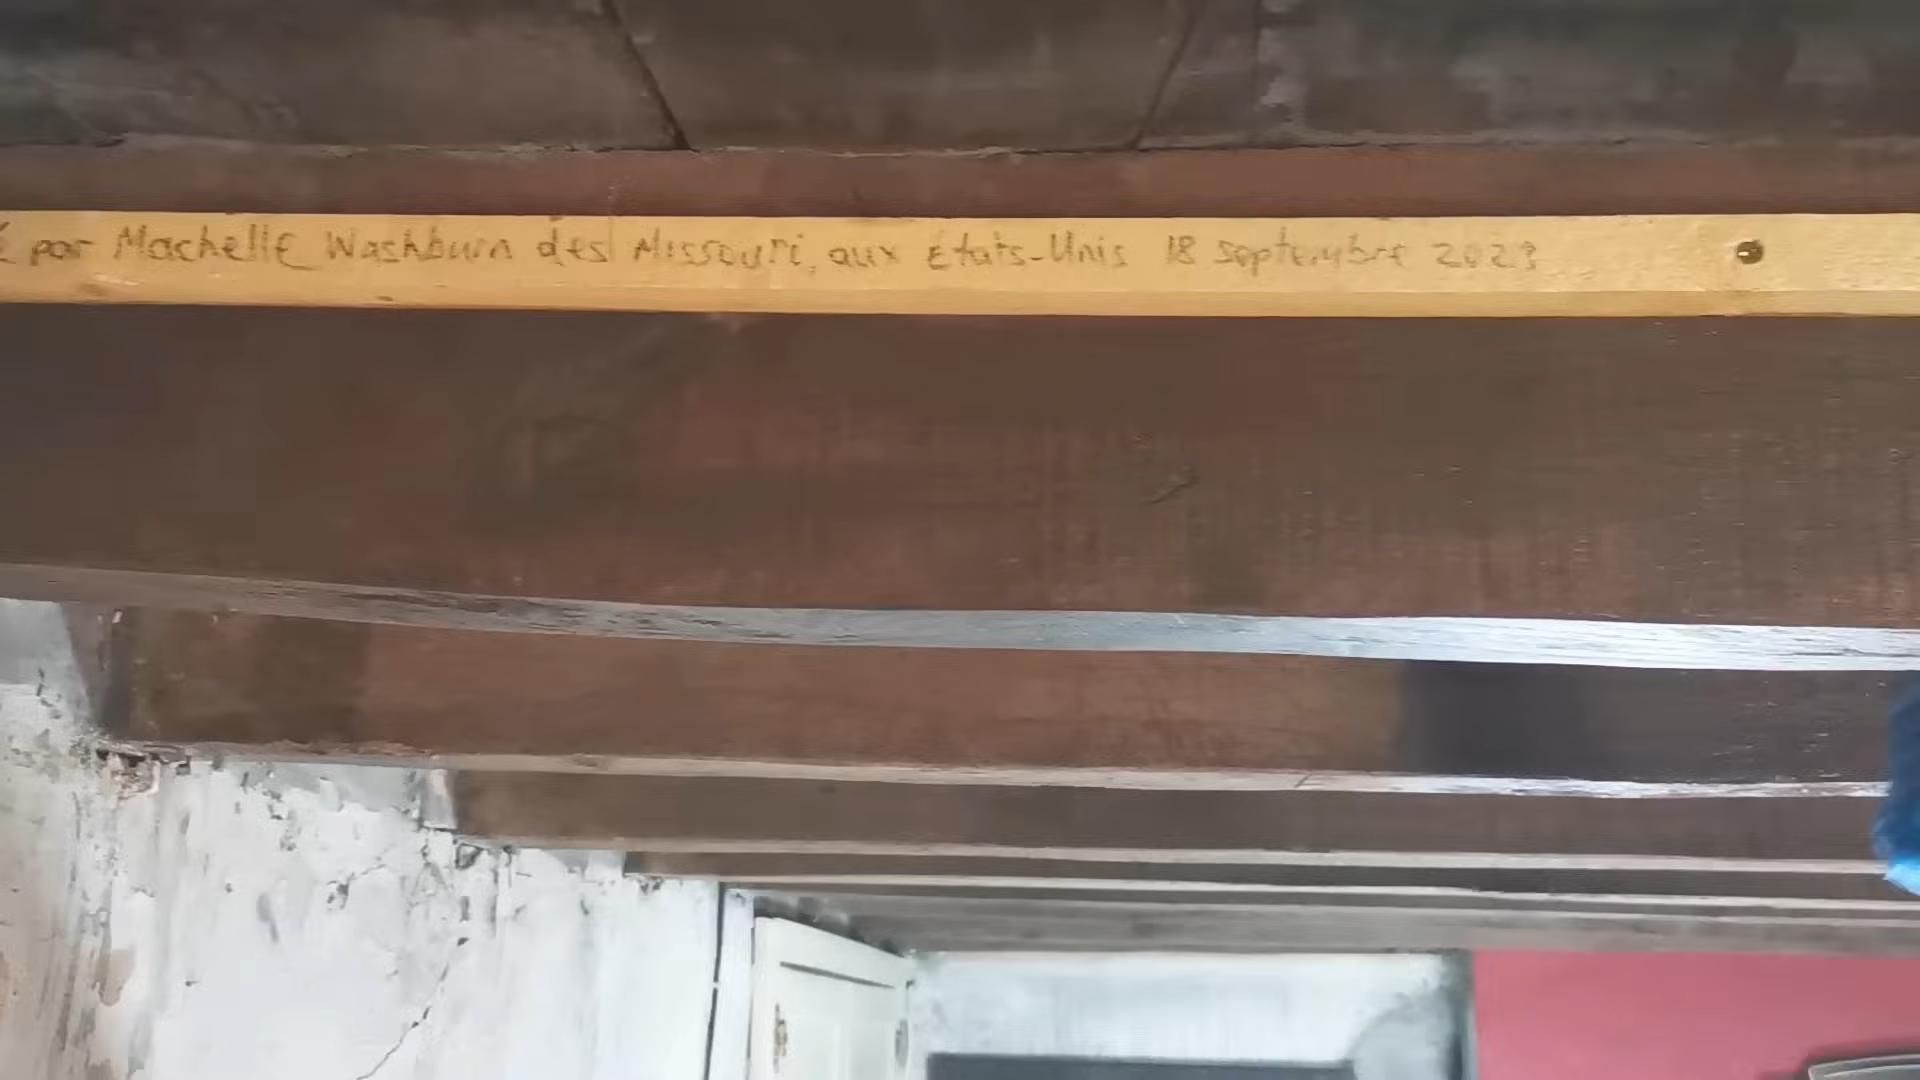 é par Machelle Washburn des Missouri, aux États-Unis 18 septembre 2023